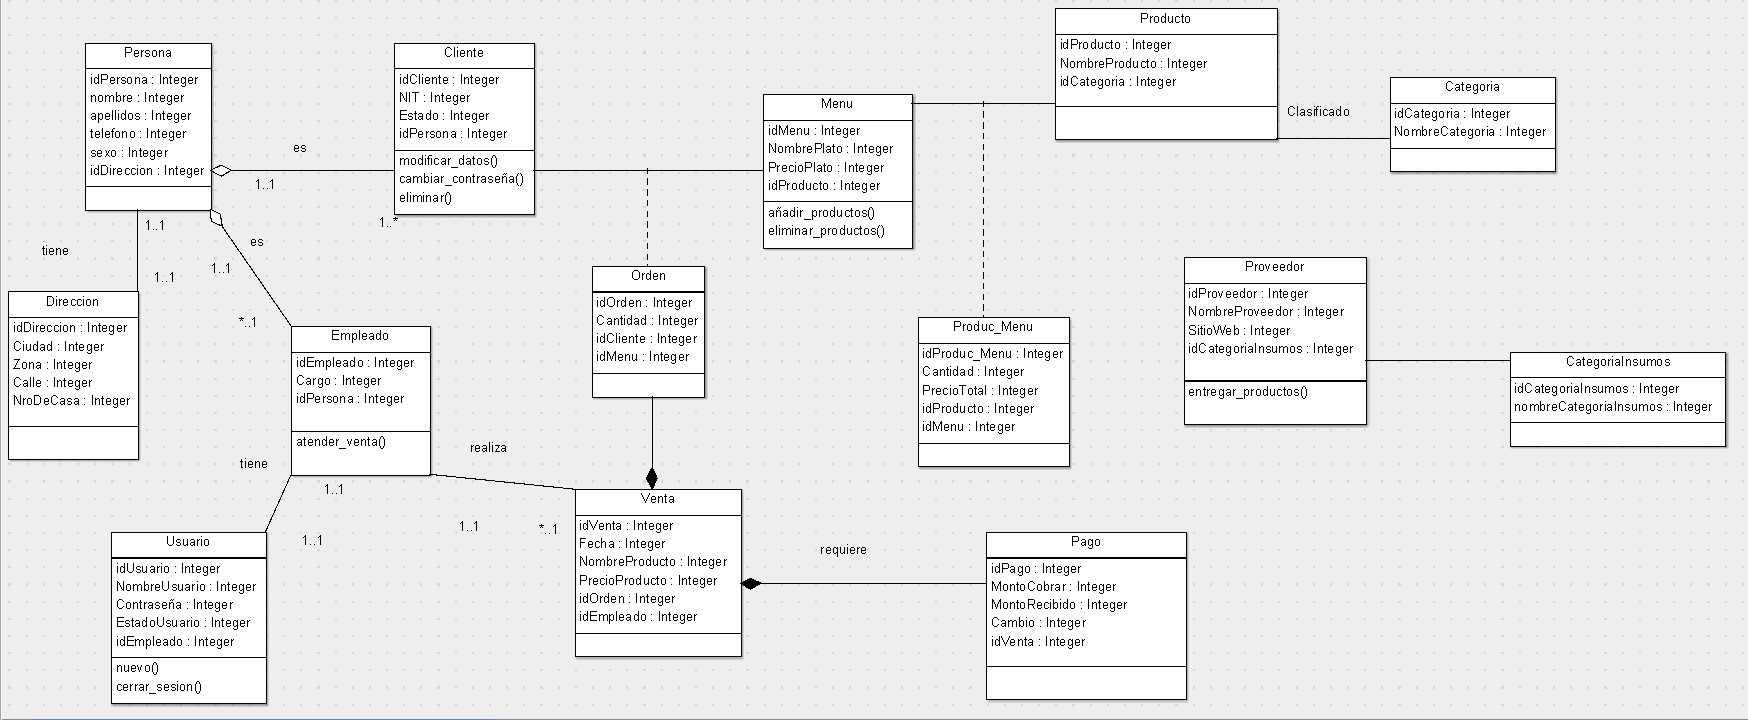 Persona
idPersona : Integer
nombre : Integer
apellidos : Integer
telefono : Integer
sexo : Integer
idDireccion : Integer
es
1..1
Cliente
idCliente : Integer
NIT : Integer
Estado : Integer
idPersona : Integer
modificar_datos()
cambiar_contraseña()
eliminar()
1..*
Menu
idMenu : Integer
NombrePlato : Integer
PrecioPlato : Integer
idProducto : Integer
añadir_productos()
eliminar_productos()
Producto
idProducto : Integer
NombreProducto : Integer
idCategoria : Integer
Clasificado
Categoria
idCategoria : Integer
NombreCategoria : Integer
1..1
tiene
1..1
es
1..1
*..1
Direccion
idDireccion : Integer
Ciudad : Integer
Zona : Integer
Calle : Integer
NroDeCasa : Integer
Empleado
idEmpleado : Integer
Cargo : Integer
idPersona : Integer
atender_venta()
Orden
idOrden : Integer
Cantidad : Integer
idCliente : Integer
idMenu : Integer
Produc_Menu
idProduc_Menu : Integer
Cantidad : Integer
PrecioTotal : Integer
idProducto : Integer
idMenu : Integer
Proveedor
idProveedor : Integer
NombreProveedor : Integer
SitioWeb : Integer
idCategoriaInsumos : Integer
entregar_productos()
CategoriaInsumos
idCategoriaInsumos : Integer
nombreCategoriaInsumos : Integer
tiene
1..1
1..1
realiza
1..1
*..1
Usuario
idUsuario : Integer
NombreUsuario : Integer
Contraseña : Integer
EstadoUsuario : Integer
idEmpleado : Integer
nuevo()
cerrar_sesion()
Venta
idVenta : Integer
Fecha : Integer
NombreProducto : Integer
PrecioProducto : Integer
idOrden : Integer
idEmpleado : Integer
requiere
Pago
idPago : Integer
MontoCobrar : Integer
MontoRecibido : Integer
Cambio : Integer
idVenta : Integer